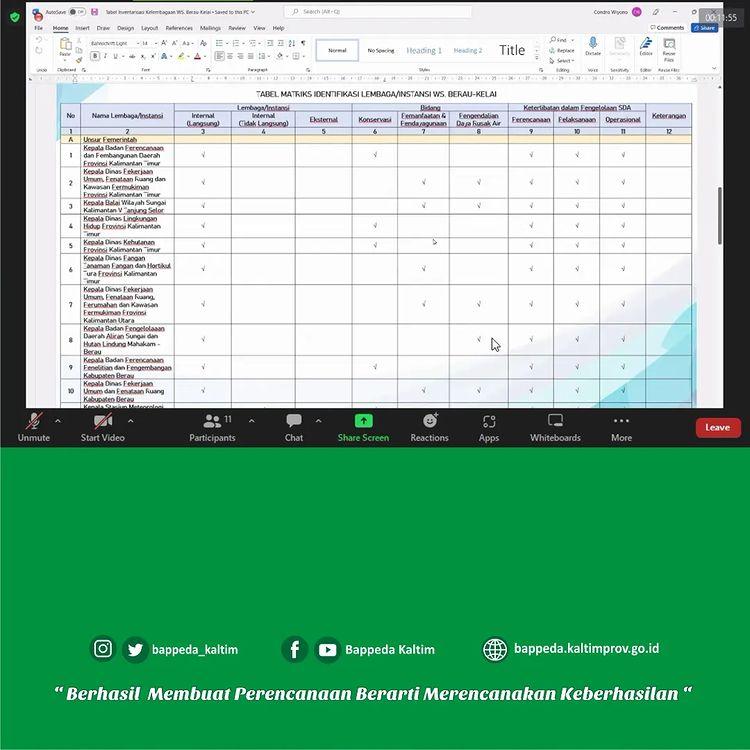 AutoSave Off
Tabel Inventarisasi Kelembagaan WS. Berau-Kelai • Saved to this PC
Search (Alt+Q)
Condro Wiyono
00:11:55
File Home Insert Draw Design Layout References Mailings Review View Help
Comments Share
Paste
Normal No Spacing Heading 1 Heading 2 Title
Find
Replace
Select
Dictate Editor Reuse Files
Undo Clipboard Font Paragraph Styles Editing Voice Editor Reuse Files
TABEL MATRIKS IDENTIFIKASI LEMBAGA/INSTANSI WS. BERAU-KELAI
No Nama Lembaga/Instansi Lembaga/Instansi Bidang Keterlibatan dalam Pengelolaan SDA Keterangan
Internal (Langsung) Internal (Tidak Langsung) Eksternal Konservasi Pemanfaatan & Pendayagunaan Pengendalian Daya Rusak Air Perencanaan Pelaksanaan Operasional
1 2 3 4 5 6 7 8 9 10 11 12
A Unsur Pemerintah
1 Kepala Badan Perencanaan dan Pembangunan Daerah Provinsi Kalimantan Timur √ √ √ √ √
2 Kepala Dinas Pekerjaan Umum, Penataan Ruang dan Kawasan Permukiman Provinsi Kalimantan Timur √ √ √ √ √ √
3 Kepala Balai Wilayah Sungai Kalimantan V Tanjung Selor √ √ √ √ √ √
4 Kepala Dinas Lingkungan Hidup Provinsi Kalimantan Timur √ √ √ √ √
5 Kepala Dinas Kehutanan Provinsi Kalimantan Timur √ √ √ √ √
6 Kepala Dinas Pangan Tanaman Pangan dan Hortikul Tura Provinsi Kalimantan Timur √ √ √ √ √
7 Kepala Dinas Pekerjaan Umum, Penataan Ruang, Perumahan dan Kawasan Permukiman Provinsi Kalimantan Utara √ √ √ √ √ √
8 Kepala Badan Pengelolaaan Daerah Aliran Sungai dan Hutan Lindung Mahakam - Berau √ √ √ √ √
9 Kepala Badan Perencanaan Penelitian dan Pengembangan Kabupaten Berau √ √ √ √ √
10 Kepala Dinas Pekerjaan Umum dan Penataan Ruang Kabupaten Berau √ √ √ √ √ √
Kepala Stasiun Meteorologi
11
Unmute Start Video Participants Chat Share Screen Reactions Apps Whiteboards More Leave
bappeda_kaltim Bappeda Kaltim bappeda.kaltimprov.go.id
“ Berhasil Membuat Perencanaan Berarti Merencanakan Keberhasilan “